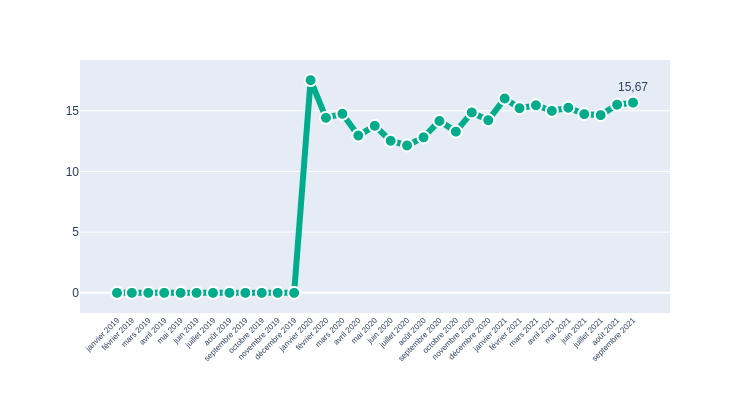 15,67
15
10
5
0
janvier 2019
février 2019
mars 2019
avril 2019
mai 2019
juin 2019
juillet 2019
août 2019
septembre 2019
octobre 2019
novembre 2019
décembre 2019
janvier 2020
février 2020
mars 2020
avril 2020
mai 2020
juin 2020
juillet 2020
août 2020
septembre 2020
octobre 2020
novembre 2020
décembre 2020
janvier 2021
février 2021
mars 2021
avril 2021
mai 2021
juin 2021
juillet 2021
août 2021
septembre 2021